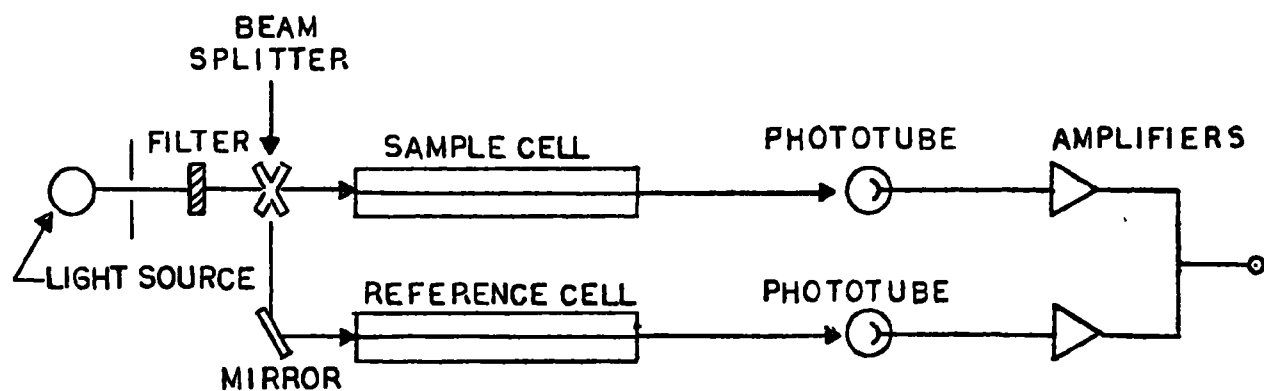 BEAM
SPLITTER
FILTER
SAMPLE CELL
PHOTOTUBE
AMPLIFIERS
LIGHT SOURCE
REFERENCE CELL
PHOTOTUBE
MIRROR